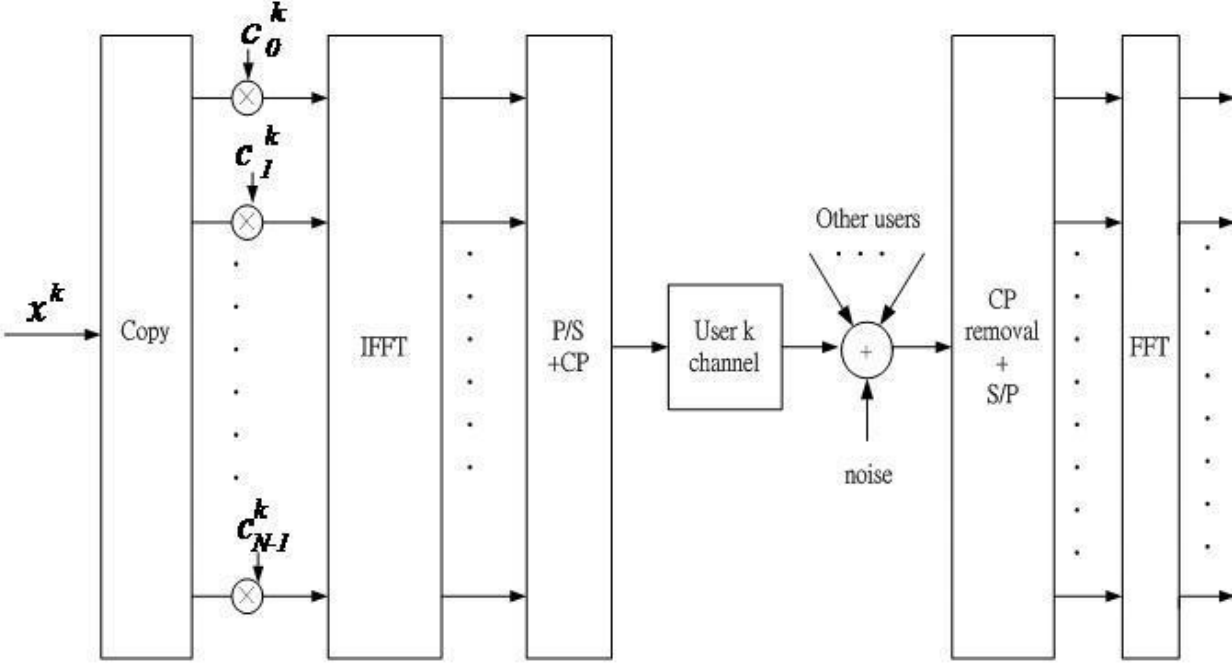 c_0^k
c_1^k
x^k
Copy
c_{N-1}^k
IFFT
P/S
+CP
User k
channel
Other users
+
noise
CP
removal
+
S/P
FFT